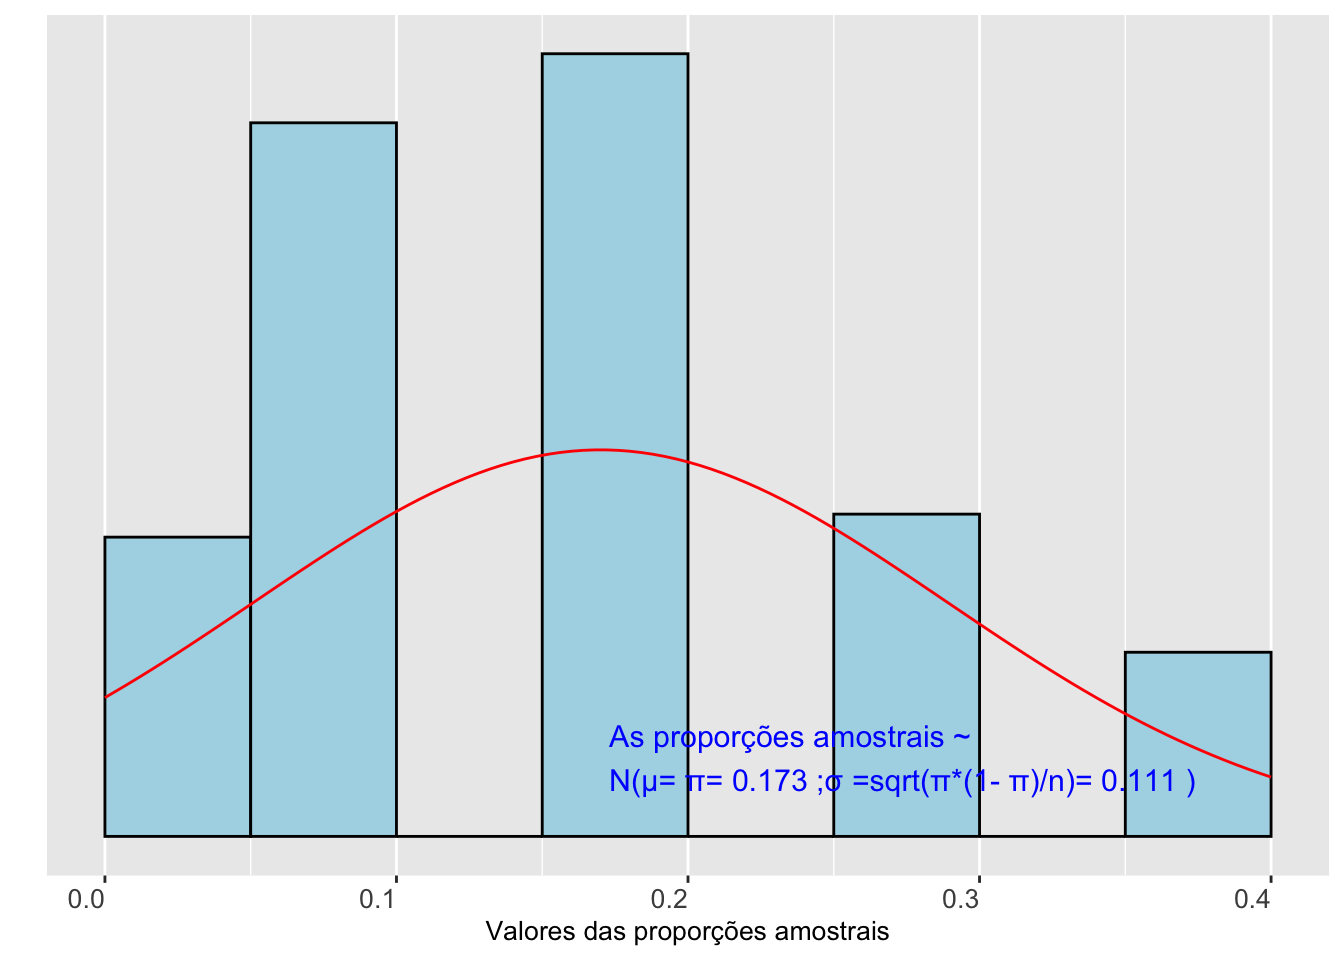 As proporções amostrais ~
N(μ= π= 0.173 ;σ =sqrt(π*(1- π)/n)= 0.111 )
0.0 0.1 0.2 0.3 0.4
Valores das proporções amostrais